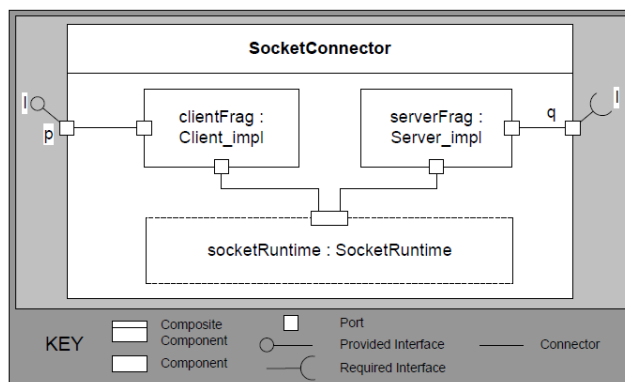 SocketConnector
I
p
clientFrag :
Client_impl
serverFrag :
Server_impl
q
I
socketRuntime : SocketRuntime
KEY
Composite
Component
Component
Port
Provided Interface
Required Interface
Connector